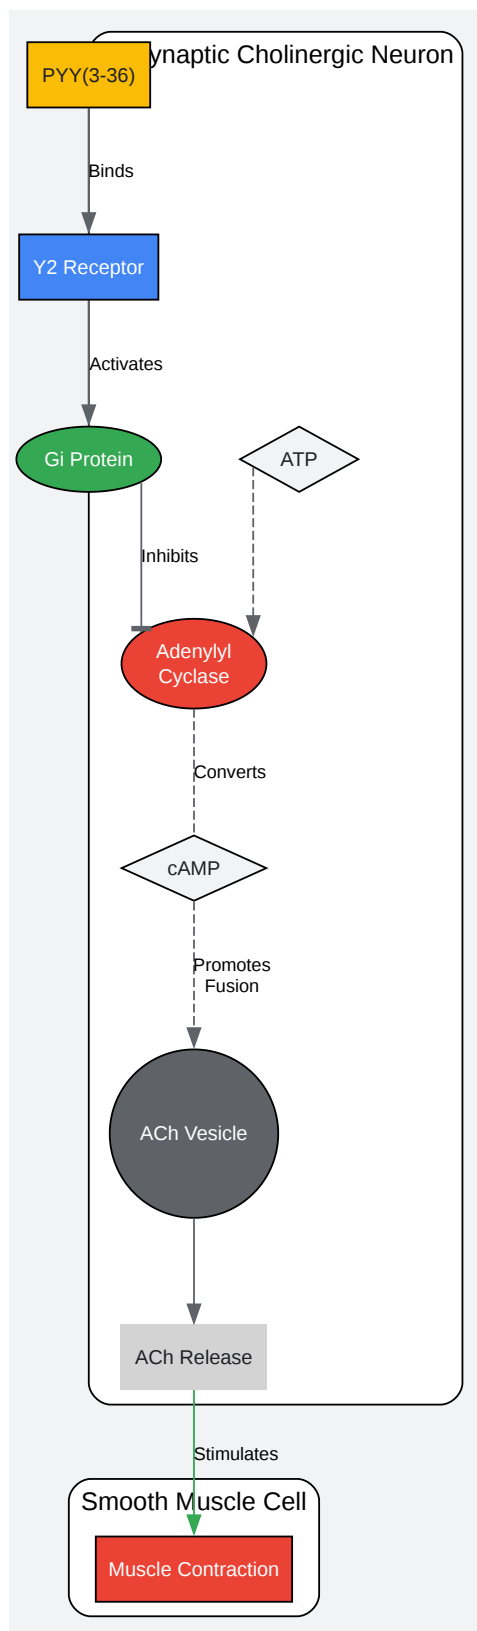 ynaptic Cholinergic Neuron
PYY(3-36)
Binds
Y2 Receptor
Activates
Gi Protein
ATP
Inhibits
Adenylyl
Cyclase
Converts
cAMP
Promotes
Fusion
ACh Vesicle
ACh Release
Stimulates
Smooth Muscle Cell
Muscle Contraction